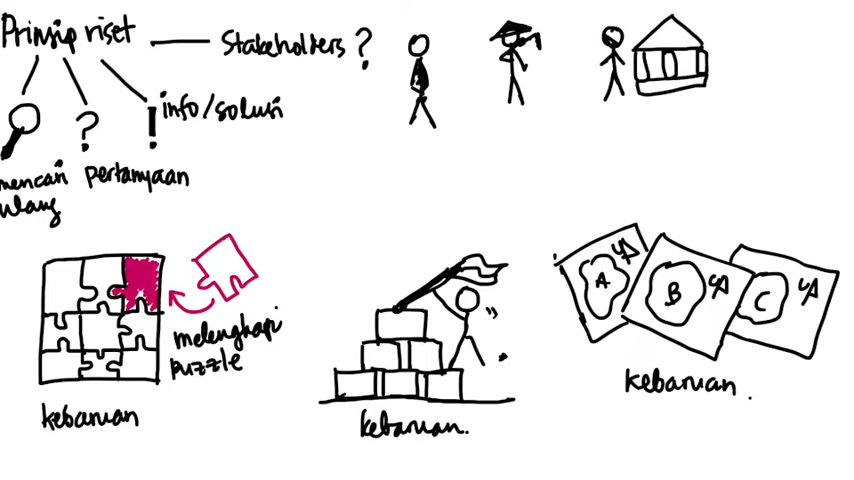 Prinsip riset
Stakeholders ?
info/solusi
?
!
mencari
ulang
pertanyaan
melengkapi
puzzle
kebaruan
kebaruan.
A
B
C
kebaruan.